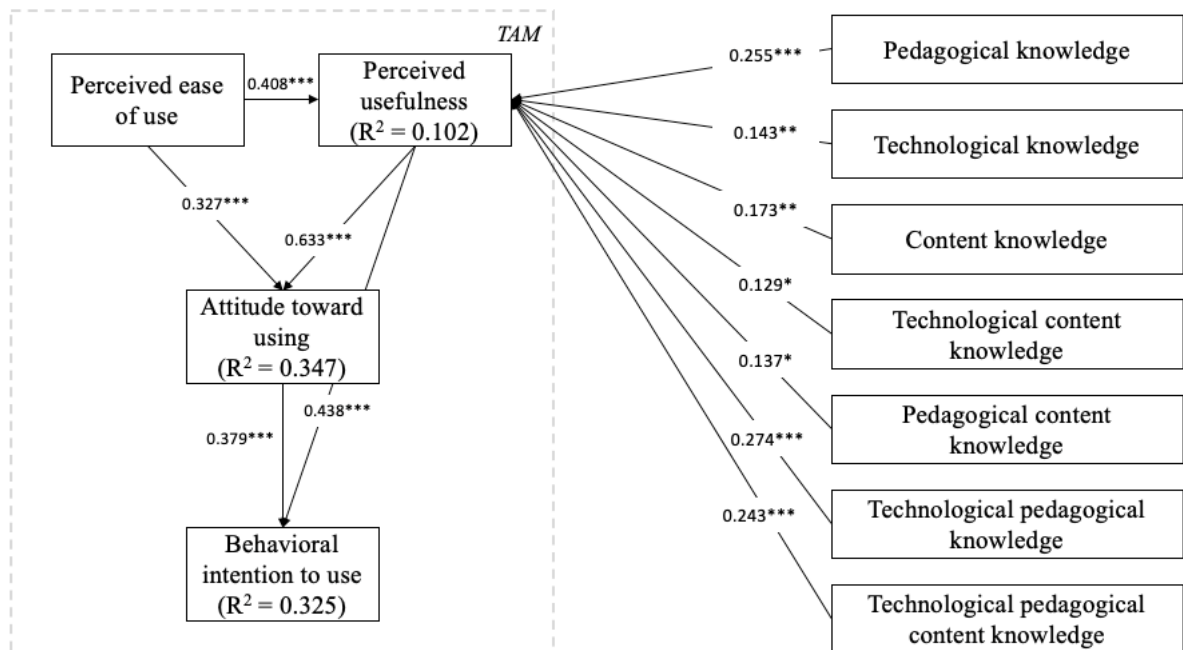 TAM
Perceived ease
of use
0.408***
Perceived
usefulness
(R² = 0.102)
0.327***
0.633***
Attitude toward
using
(R² = 0.347)
0.438***
0.379***
Behavioral
intention to use
(R² = 0.325)
0.255***
Pedagogical knowledge
0.143**
Technological knowledge
0.173**
Content knowledge
0.129*
Technological content
knowledge
0.137*
Pedagogical content
knowledge
0.274***
Technological pedagogical
knowledge
0.243***
Technological pedagogical
content knowledge